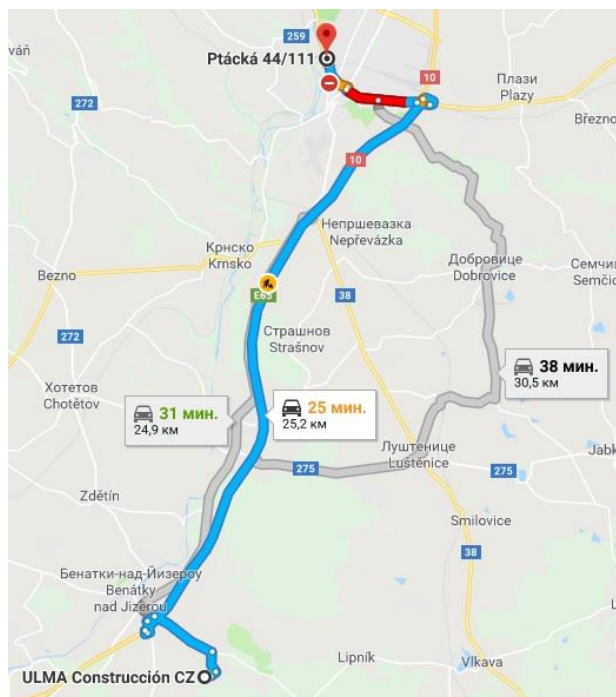 259
váň
Ptácká 44/111
10
Плази
Plazy
272
Březno
10
Непршевазка
Nepřevázka
Крнско
Krnsko
Добровице
Dobrovice
Семчи
Semčic
Bezno
E65
38
272
Страшнов
Strašnov
38 мин.
30,5 км
Хотетов
Chotětov
31 мин.
24,9 км
25 мин.
25,2 км
Луштенице
Luštěnice
275
275
Jabk
Zdětín
Smilovice
38
Бенатки-над-Йизероу
Benátky
nad Jizerou
Lipník
Vlkava
ULMA Construcción CZ